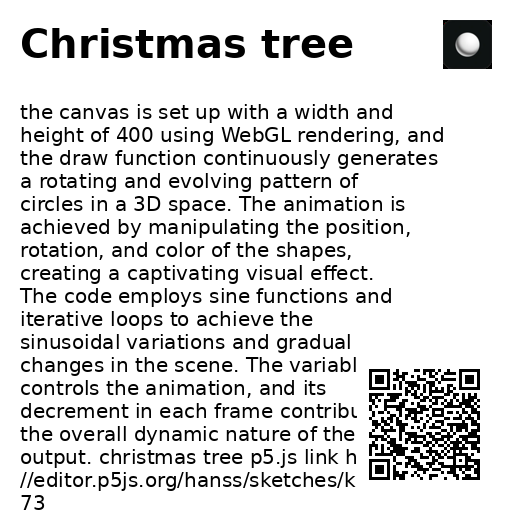 Christmas tree
the canvas is set up with a width and
height of 400 using WebGL rendering, and
the draw function continuously generates
a rotating and evolving pattern of
circles in a 3D space. The animation is
achieved by manipulating the position,
rotation, and color of the shapes,
creating a captivating visual effect.
The code employs sine functions and
iterative loops to achieve the
sinusoidal variations and gradual
changes in the scene. The variabl
controls the animation, and its
decrement in each frame contribu
the overall dynamic nature of the
output. christmas tree p5.js link h
//editor.p5js.org/hanss/sketches/k
73